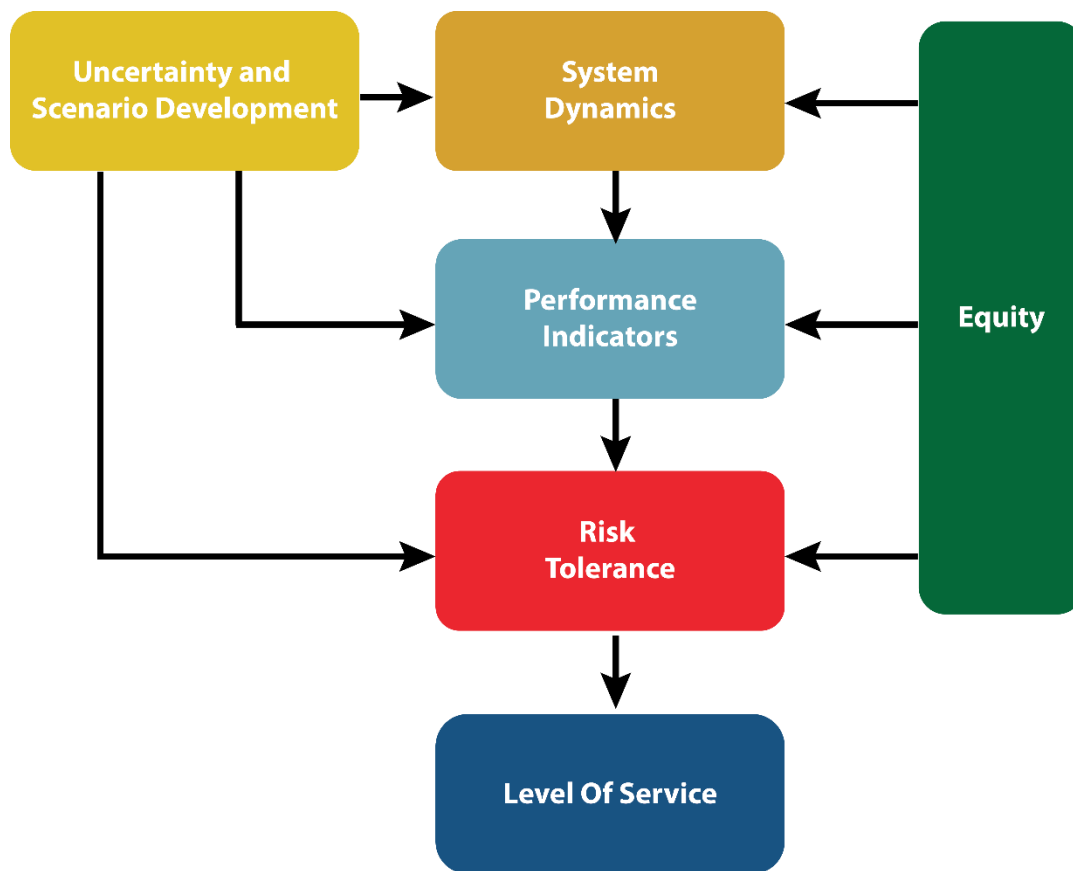 Uncertainty and
Scenario Development
System
Dynamics
Performance
Indicators
Equity
Risk
Tolerance
Level Of Service